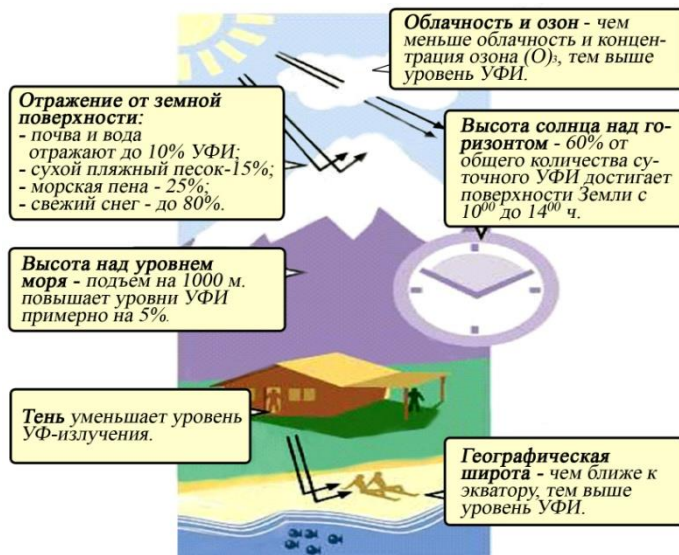 Облачность и озон - чем
меньше облачность и концен-
трация озона (О)₃, тем выше
уровень УФИ.
Отражение от земной
поверхности:
- почва и вода
отражают до 10% УФИ;
- сухой пляжный песок-15%;
- морская пена - 25%;
- свежий снег - до 80%.
Высота солнца над го-
ризонтом - 60% от
общего количества су-
точного УФИ достигает
поверхности Земли с
10⁰⁰ до 14⁰⁰ ч.
Высота над уровнем
моря - подъем на 1000 м.
повышает уровни УФИ
примерно на 5%.
Тень уменьшает уровень
УФ-излучения.
Географическая
широта - чем ближе к
экватору, тем выше
уровень УФИ.